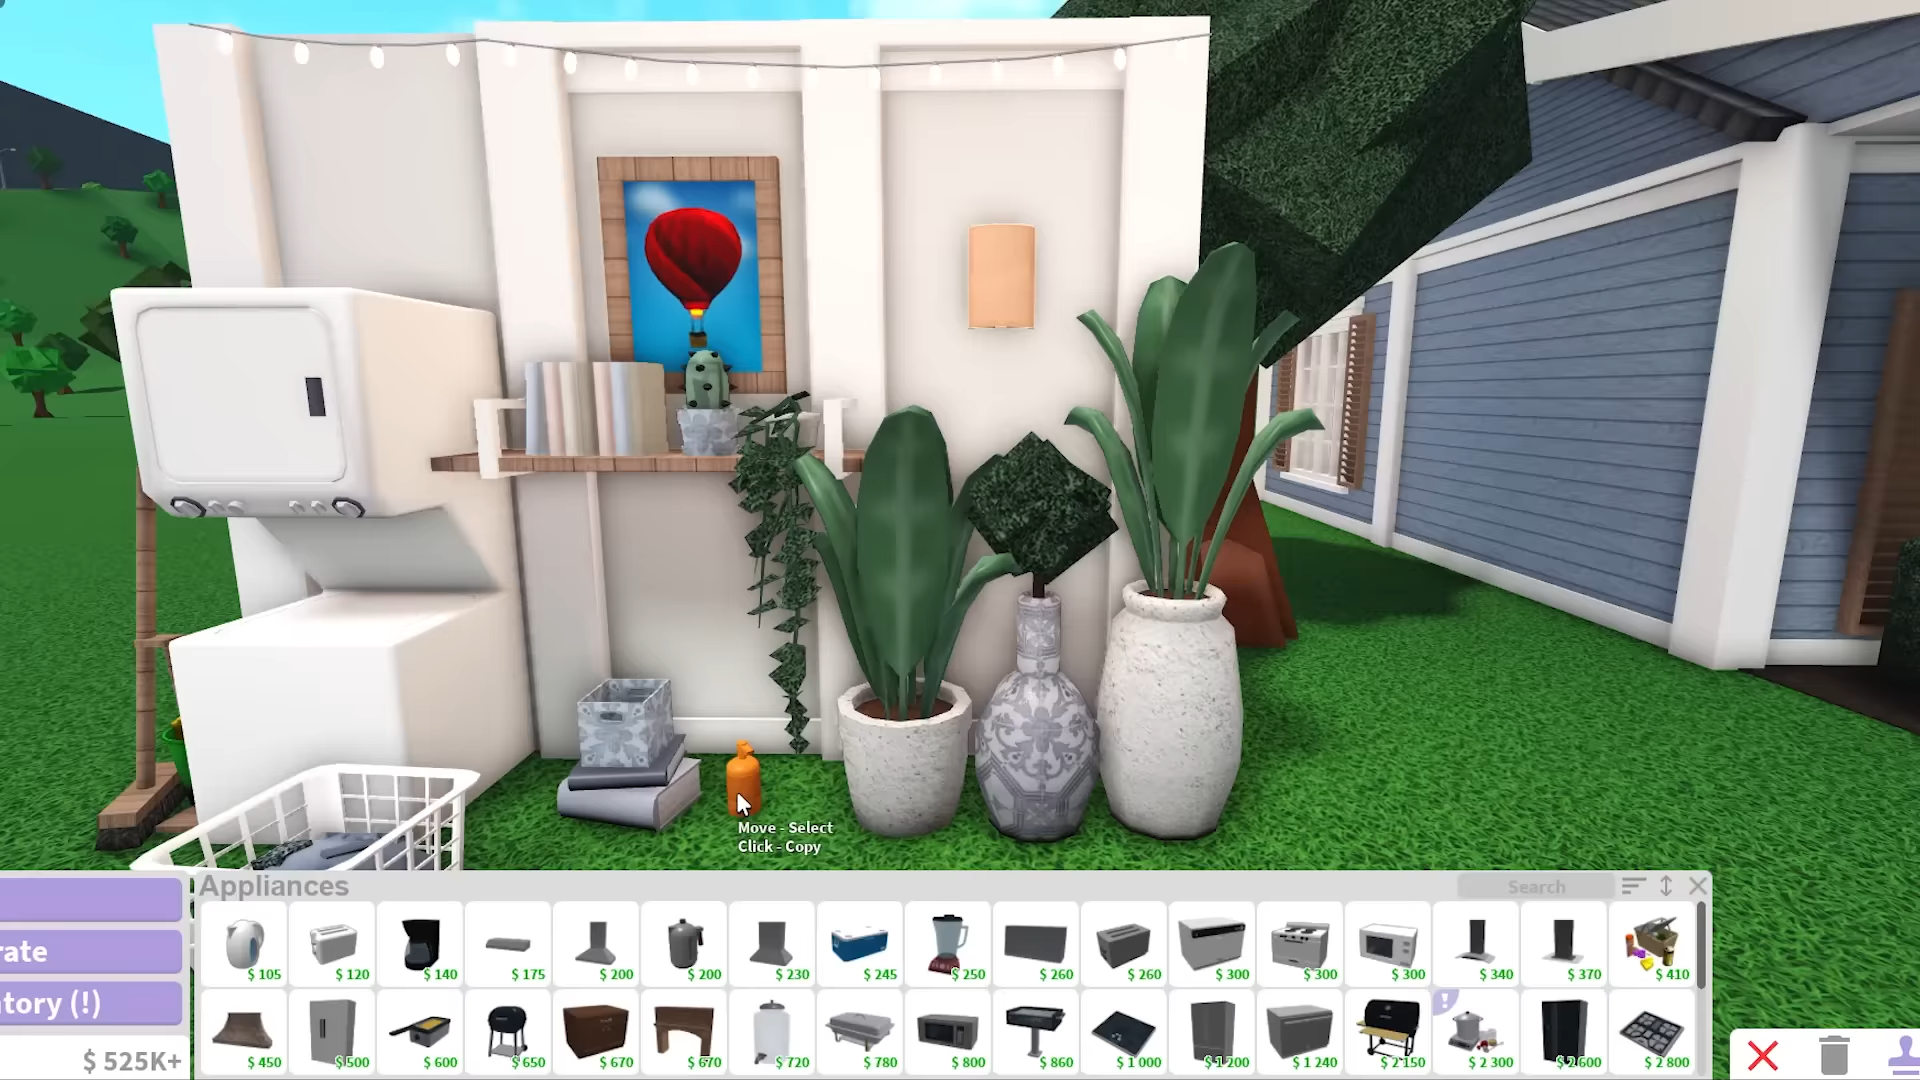 Move - Select
Click - Copy
Appliances
Search
rate
tory (!)
$ 525K+
$ 105
$ 120
$ 140
$ 175
$ 200
$ 200
$ 230
$ 245
$ 250
$ 260
$ 260
$ 300
$ 300
$ 300
$ 340
$ 370
$ 410
$ 450
$ 500
$ 600
$ 650
$ 670
$ 670
$ 720
$ 780
$ 800
$ 860
$ 1 000
$ 1 200
$ 1 240
$ 2 150
!
$ 2 300
$ 2 600
$ 2 800